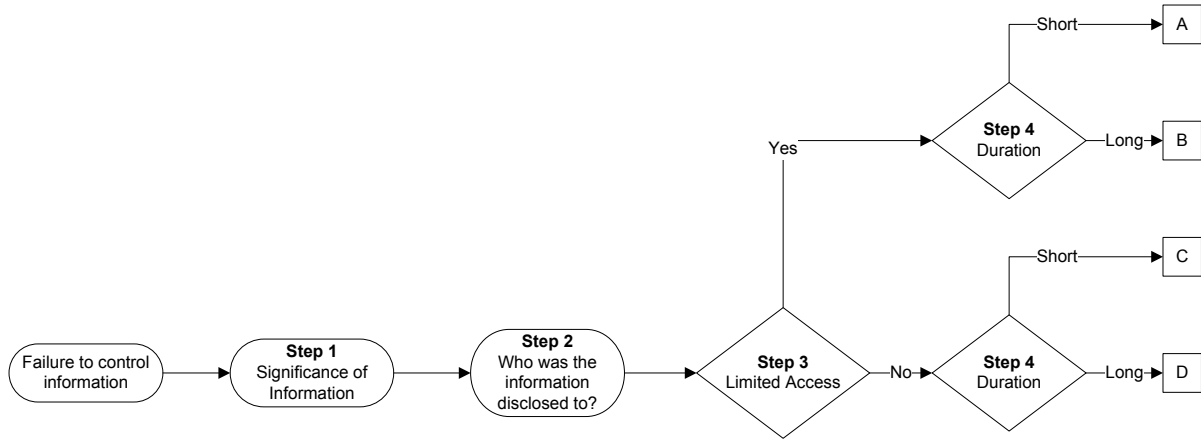 Short
A
Step 4
Duration
Long
B
Yes
Short
C
Failure to control
information
Step 1
Significance of
Information
Step 2
Who was the
information
disclosed to?
Step 3
Limited Access
No
Step 4
Duration
Long
D